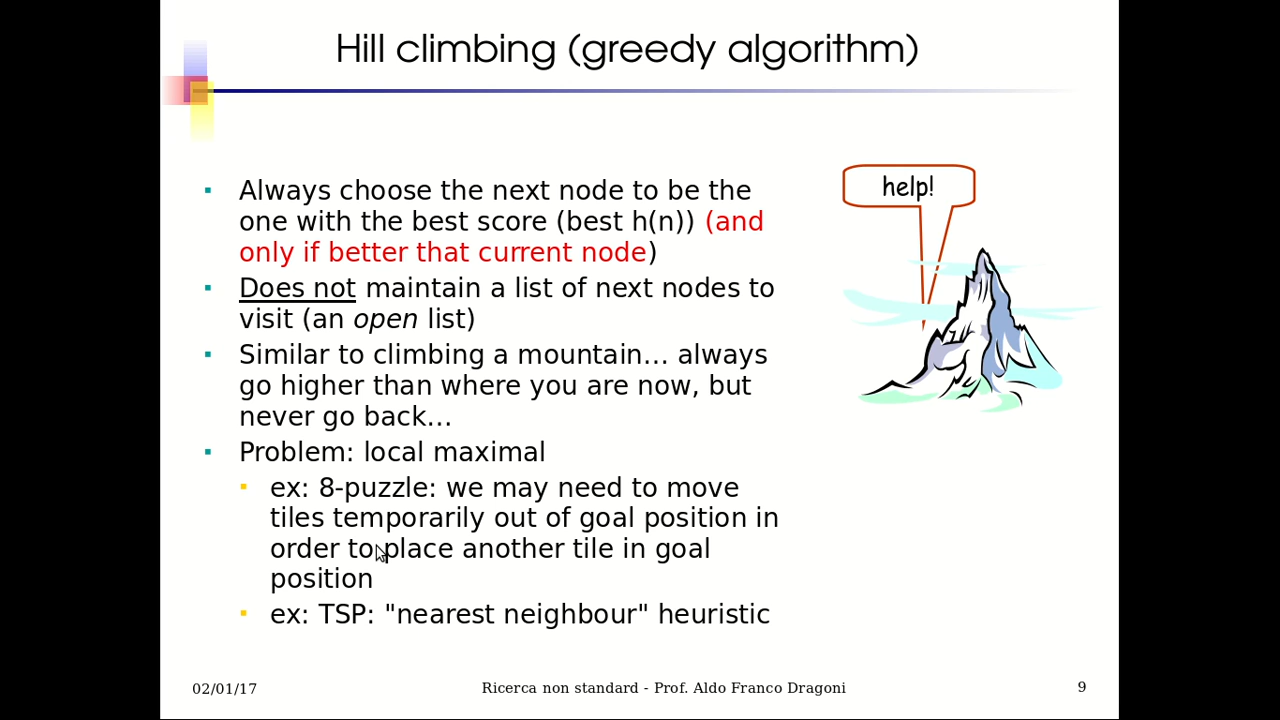 Hill climbing (greedy algorithm)
Always choose the next node to be the
one with the best score (best h(n)) (and
only if better that current node)
Does not maintain a list of next nodes to
visit (an open list)
Similar to climbing a mountain... always
go higher than where you are now, but
never go back...
Problem: local maximal
ex: 8-puzzle: we may need to move
tiles temporarily out of goal position in
order to place another tile in goal
position
ex: TSP: "nearest neighbour" heuristic
help!
02/01/17
Ricerca non standard - Prof. Aldo Franco Dragoni
9